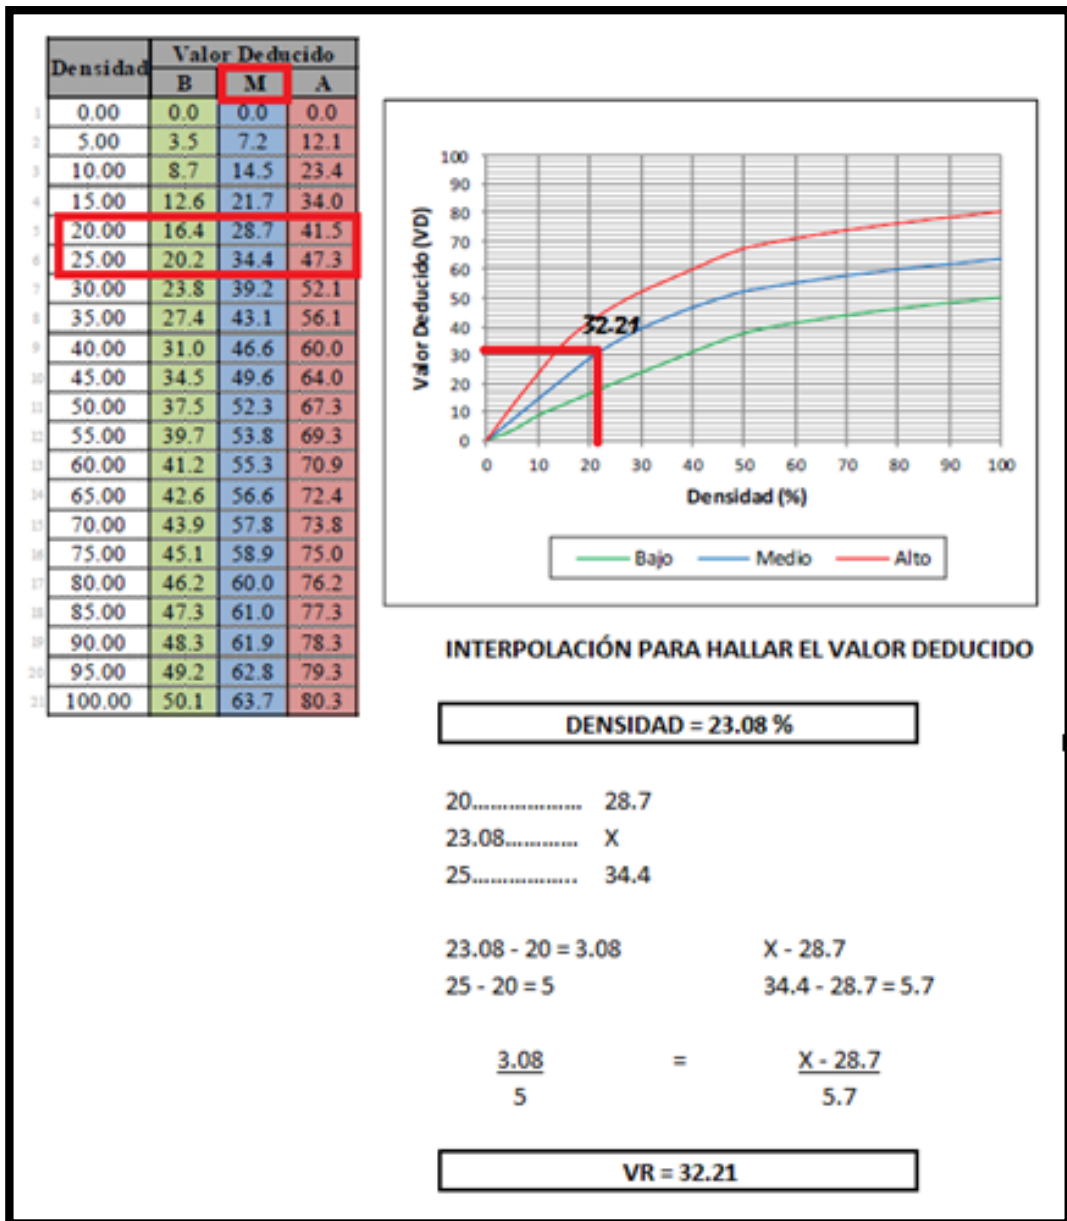 Densidad Valor Deducido
B M A
1 0.00 0.0 0.0 0.0
2 5.00 3.5 7.2 12.1
3 10.00 8.7 14.5 23.4
4 15.00 12.6 21.7 34.0
5 20.00 16.4 28.7 41.5
6 25.00 20.2 34.4 47.3
7 30.00 23.8 39.2 52.1
8 35.00 27.4 43.1 56.1
9 40.00 31.0 46.6 60.0
10 45.00 34.5 49.6 64.0
11 50.00 37.5 52.3 67.3
12 55.00 39.7 53.8 69.3
13 60.00 41.2 55.3 70.9
14 65.00 42.6 56.6 72.4
15 70.00 43.9 57.8 73.8
16 75.00 45.1 58.9 75.0
17 80.00 46.2 60.0 76.2
18 85.00 47.3 61.0 77.3
19 90.00 48.3 61.9 78.3
20 95.00 49.2 62.8 79.3
21 100.00 50.1 63.7 80.3
Valor Deducido (VD)
100
90
80
70
60
50
40
30
20
10
0
32.21
0 10 20 30 40 50 60 70 80 90 100
Densidad (%)
Bajo Medio Alto
INTERPOLACIÓN PARA HALLAR EL VALOR DEDUCIDO
DENSIDAD = 23.08 %
20.................. 28.7
23.08............ X
25................. 34.4
23.08 - 20 = 3.08 X - 28.7
25 - 20 = 5 34.4 - 28.7 = 5.7
3.08 = X - 28.7
5 5.7
VR = 32.21